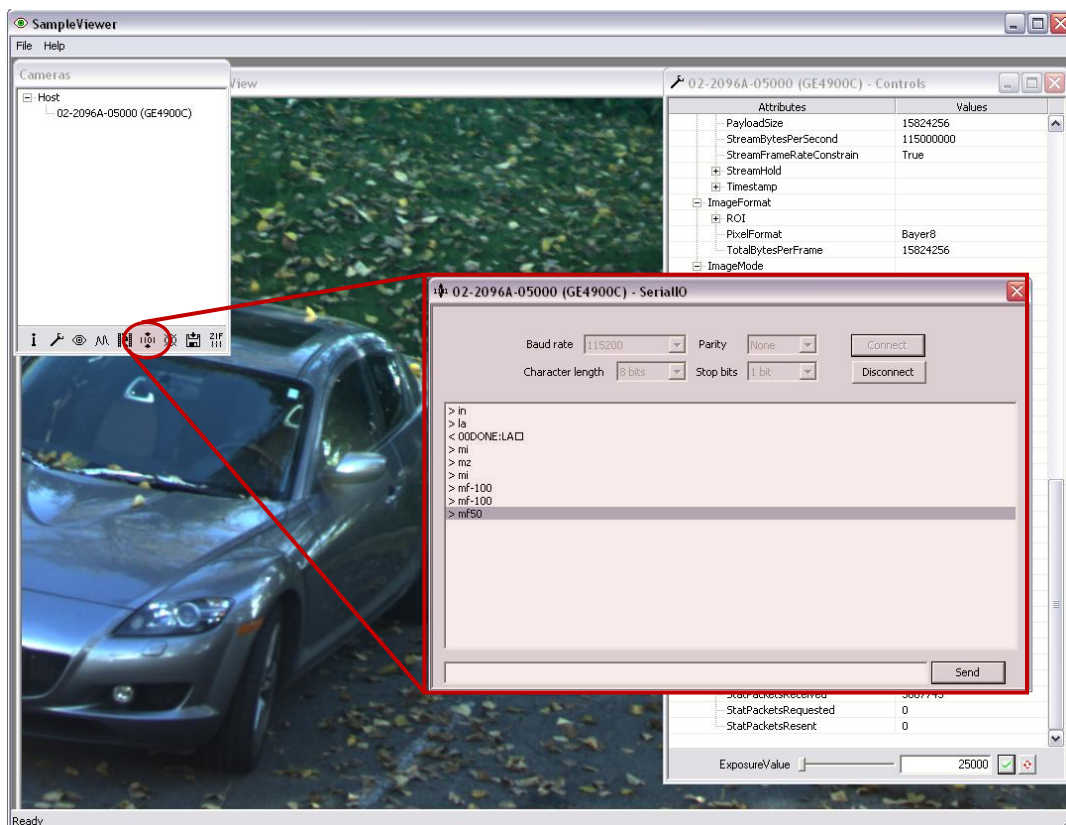 SampleViewer
File Help
Cameras
Host
02-2096A-05000 (GE4900C)
View
02-2096A-05000 (GE4900C) - Controls
Attributes Values
PayloadSize 15824256
StreamBytesPerSecond 115000000
StreamFrameRateConstrain True
StreamHold
Timestamp
ImageFormat
ROI
PixelFormat Bayer8
TotalBytesPerFrame 15824256
ImageMode
02-2096A-05000 (GE4900C) - SerialIO
Baud rate 115200 Parity None Connect
Character length 8 bits Stop bits 1 bit Disconnect
> in
> la
< 00DONE:LA□
> mi
> mz
> mi
> mf-100
> mf-100
> mf50
Send
StatPacketsReceived
StatPacketsRequested 0
StatPacketsResent 0
ExposureValue 25000
Ready